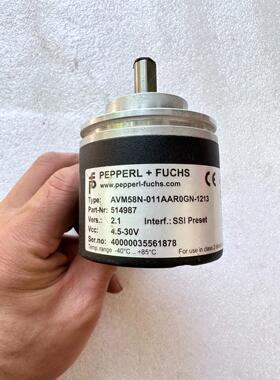 PEPPERL + FUCHS
www.pepperl-fuchs.com
CE
Type: AVM58N-011AAR0GN-1213
Part-Nr: 514987
Vers.: 2.1 Interf.: SSI Preset
Vcc: 4.5-30V
Ser.no: 40000035561878
Temp. range -40°C .. +85°C
For use in class 2